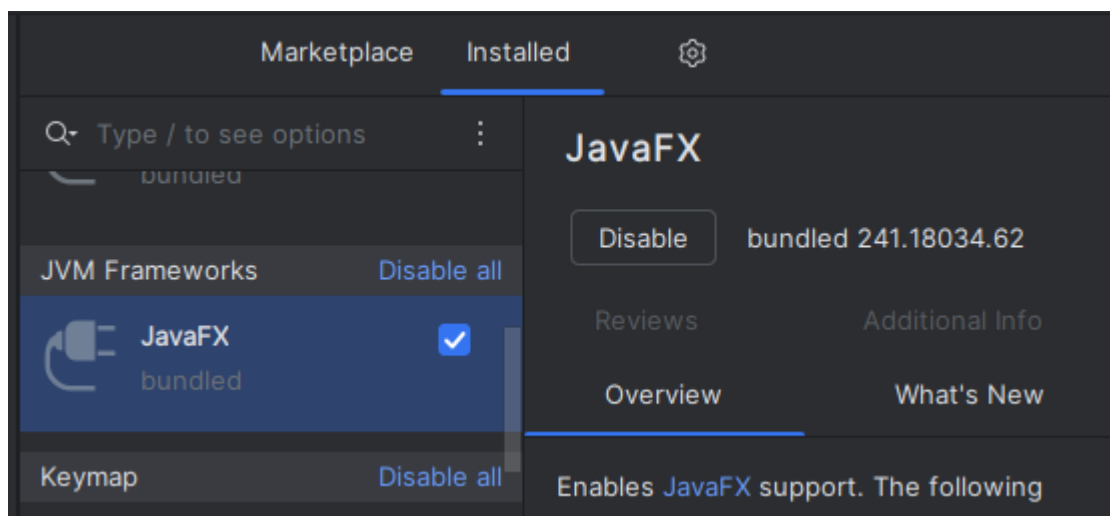 Marketplace Installed
Type / to see options
bundled
JVM Frameworks Disable all
JavaFX
bundled
Keymap Disable all
JavaFX
Disable bundled 241.18034.62
Reviews Additional Info
Overview What's New
Enables JavaFX support. The following